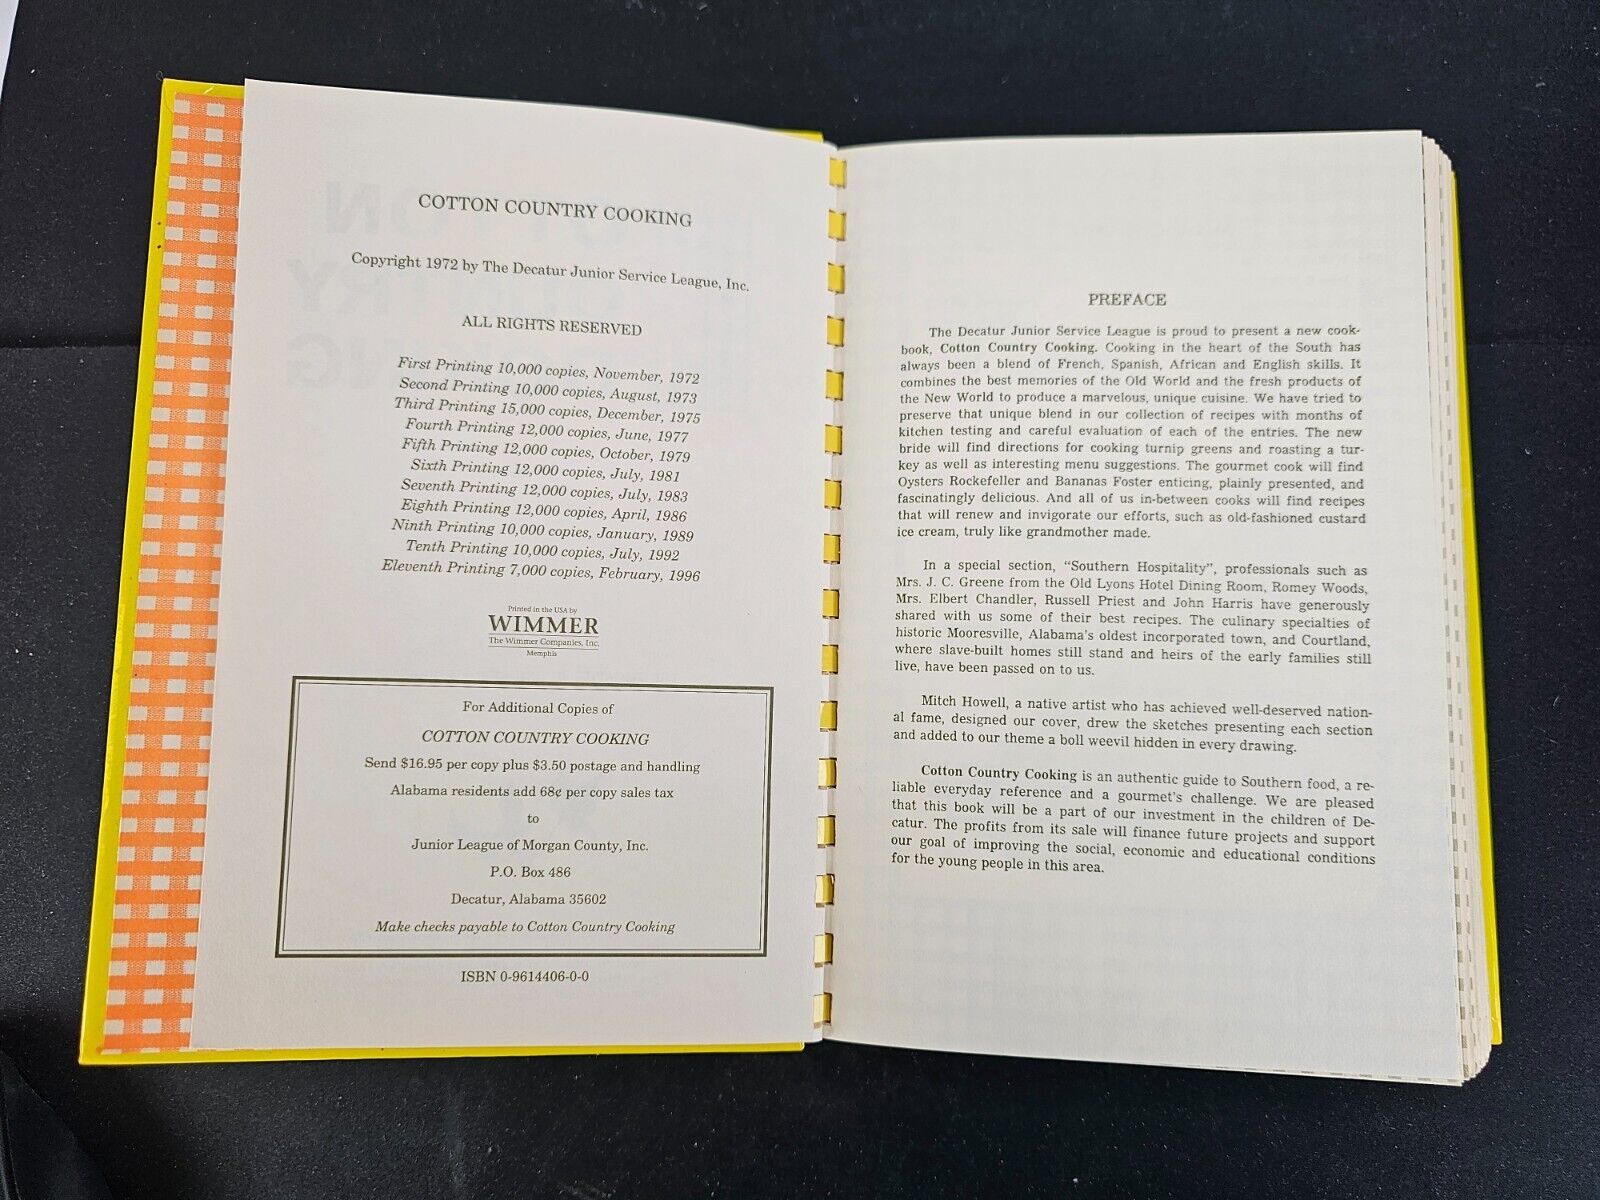 COTTON COUNTRY COOKING
Copyright 1972 by The Decatur Junior Service League, Inc.
ALL RIGHTS RESERVED
First Printing 10,000 copies, November, 1972
Second Printing 10,000 copies, August, 1973
Third Printing 15,000 copies, December, 1975
Fourth Printing 12,000 copies, June, 1977
Fifth Printing 12,000 copies, October, 1979
Sixth Printing 12,000 copies, July, 1981
Seventh Printing 12,000 copies, July, 1983
Eighth Printing 12,000 copies, April, 1986
Ninth Printing 10,000 copies, January, 1989
Tenth Printing 10,000 copies, July, 1992
Eleventh Printing 7,000 copies, February, 1996
Printed in the USA by
WIMMER
The Wimmer Companies, Inc.
Memphis
For Additional Copies of
COTTON COUNTRY COOKING
Send $16.95 per copy plus $3.50 postage and handling
Alabama residents add 68¢ per copy sales tax
to
Junior League of Morgan County, Inc.
P.O. Box 486
Decatur, Alabama 35602
Make checks payable to Cotton Country Cooking
ISBN 0-9614406-0-0
PREFACE
The Decatur Junior Service League is proud to present a new cook-
book, Cotton Country Cooking. Cooking in the heart of the South has
always been a blend of French, Spanish, African and English skills. It
combines the best memories of the Old World and the fresh products of
the New World to produce a marvelous, unique cuisine. We have tried to
preserve that unique blend in our collection of recipes with months of
kitchen testing and careful evaluation of each of the entries. The new
bride will find directions for cooking turnip greens and roasting a tur-
key as well as interesting menu suggestions. The gourmet cook will find
Oysters Rockefeller and Bananas Foster enticing, plainly presented, and
fascinatingly delicious. And all of us in-between cooks will find recipes
that will renew and invigorate our efforts, such as old-fashioned custard
ice cream, truly like grandmother made.
In a special section, "Southern Hospitality", professionals such as
Mrs. J. C. Greene from the Old Lyons Hotel Dining Room, Romey Woods,
Mrs. Elbert Chandler, Russell Priest and John Harris have generously
shared with us some of their best recipes. The culinary specialties of
historic Mooresville, Alabama's oldest incorporated town, and Courtland,
where slave-built homes still stand and heirs of the early families still
live, have been passed on to us.
Mitch Howell, a native artist who has achieved well-deserved nation-
al fame, designed our cover, drew the sketches presenting each section
and added to our theme a boll weevil hidden in every drawing.
Cotton Country Cooking is an authentic guide to Southern food, a re-
liable everyday reference and a gourmet's challenge. We are pleased
that this book will be a part of our investment in the children of De-
catur. The profits from its sale will finance future projects and support
our goal of improving the social, economic and educational conditions
for the young people in this area.